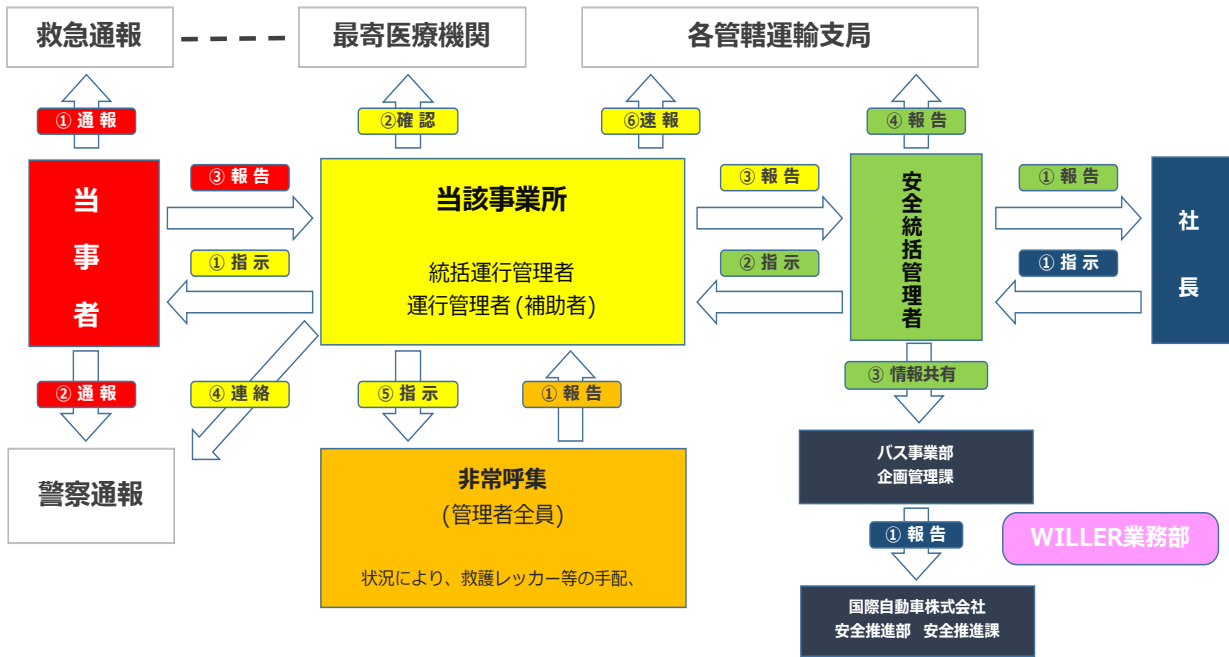 救急通報
最寄医療機関
各管轄運輸支局
① 通 報
②確認
⑥速報
④ 報 告
当事者
③ 報 告
① 指 示
当該事業所
統括運行管理者
運行管理者 (補助者)
③ 報 告
② 指 示
安全統括管理者
① 報 告
① 指 示
社長
② 通 報
④ 連 絡
⑤ 指 示
① 報 告
③ 情報共有
警察通報
非常呼集
(管理者全員)
状況により、救護レッカー等の手配、
バス事業部
企画管理課
① 報 告
WILLER業務部
国際自動車株式会社
安全推進部 安全推進課